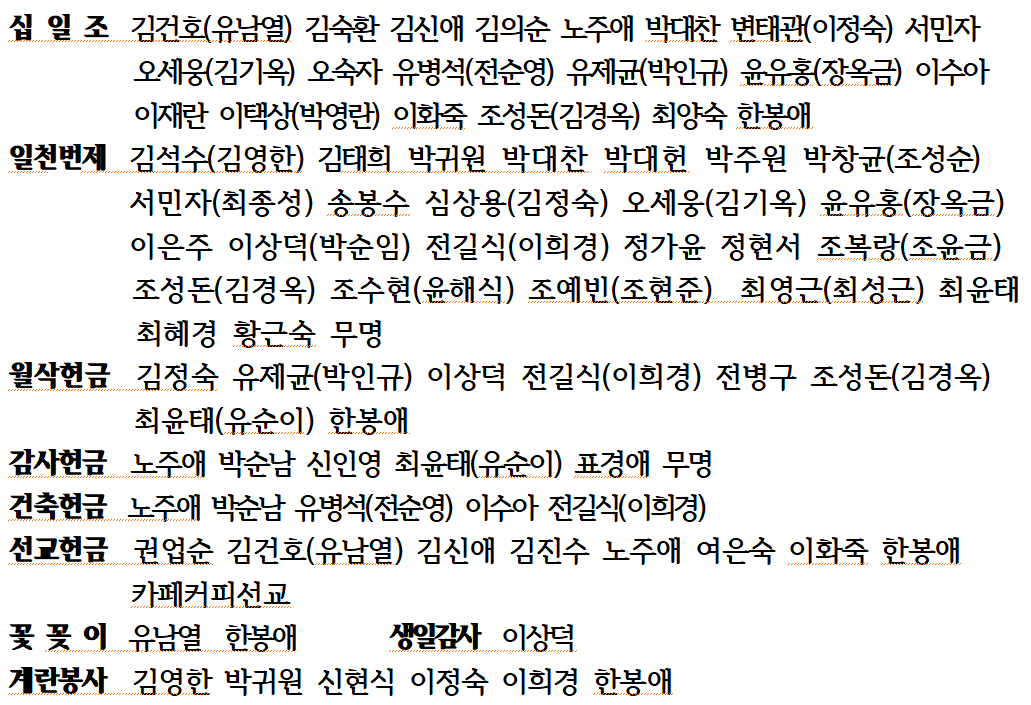 십 일 조 김건호(유남열) 김숙환 김신애 김의순 노주애 박대찬 변태관(이정숙) 서민자
오세웅(김기옥) 오숙자 유병석(전순영) 유제균(박인규) 윤유홍(장옥금) 이수아
이재란 이택상(박영란) 이화죽 조성돈(김경옥) 최양숙 한봉애
일천번제 김석수(김영한) 김태희 박귀원 박대찬 박대헌 박주원 박창균(조성순)
서민자(최종성) 송봉수 심상용(김정숙) 오세웅(김기옥) 윤유홍(장옥금)
이은주 이상덕(박순임) 전길식(이희경) 정가윤 정현서 조복랑(조윤금)
조성돈(김경옥) 조수현(윤해식) 조예빈(조현준) 최영근(최성근) 최윤태
최혜경 황근숙 무명
월삭헌금 김정숙 유제균(박인규) 이상덕 전길식(이희경) 전병구 조성돈(김경옥)
최윤태(유순이) 한봉애
감사헌금 노주애 박순남 신인영 최윤태(유순이) 표경애 무명
건축헌금 노주애 박순남 유병석(전순영) 이수아 전길식(이희경)
선교헌금 권업순 김건호(유남열) 김신애 김진수 노주애 여은숙 이화죽 한봉애
카페커피선교
꽃 꽂 이 유남열 한봉애 생일감사 이상덕
계란봉사 김영한 박귀원 신현식 이정숙 이희경 한봉애